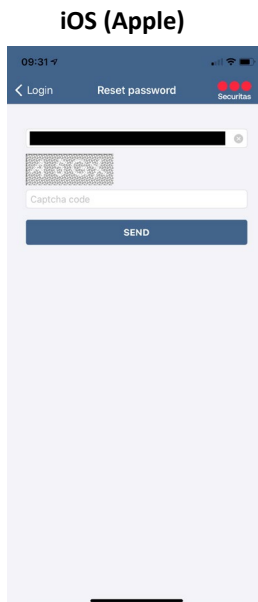 iOS (Apple)
09:31
Login
Reset password
Securitas
Captcha code
SEND